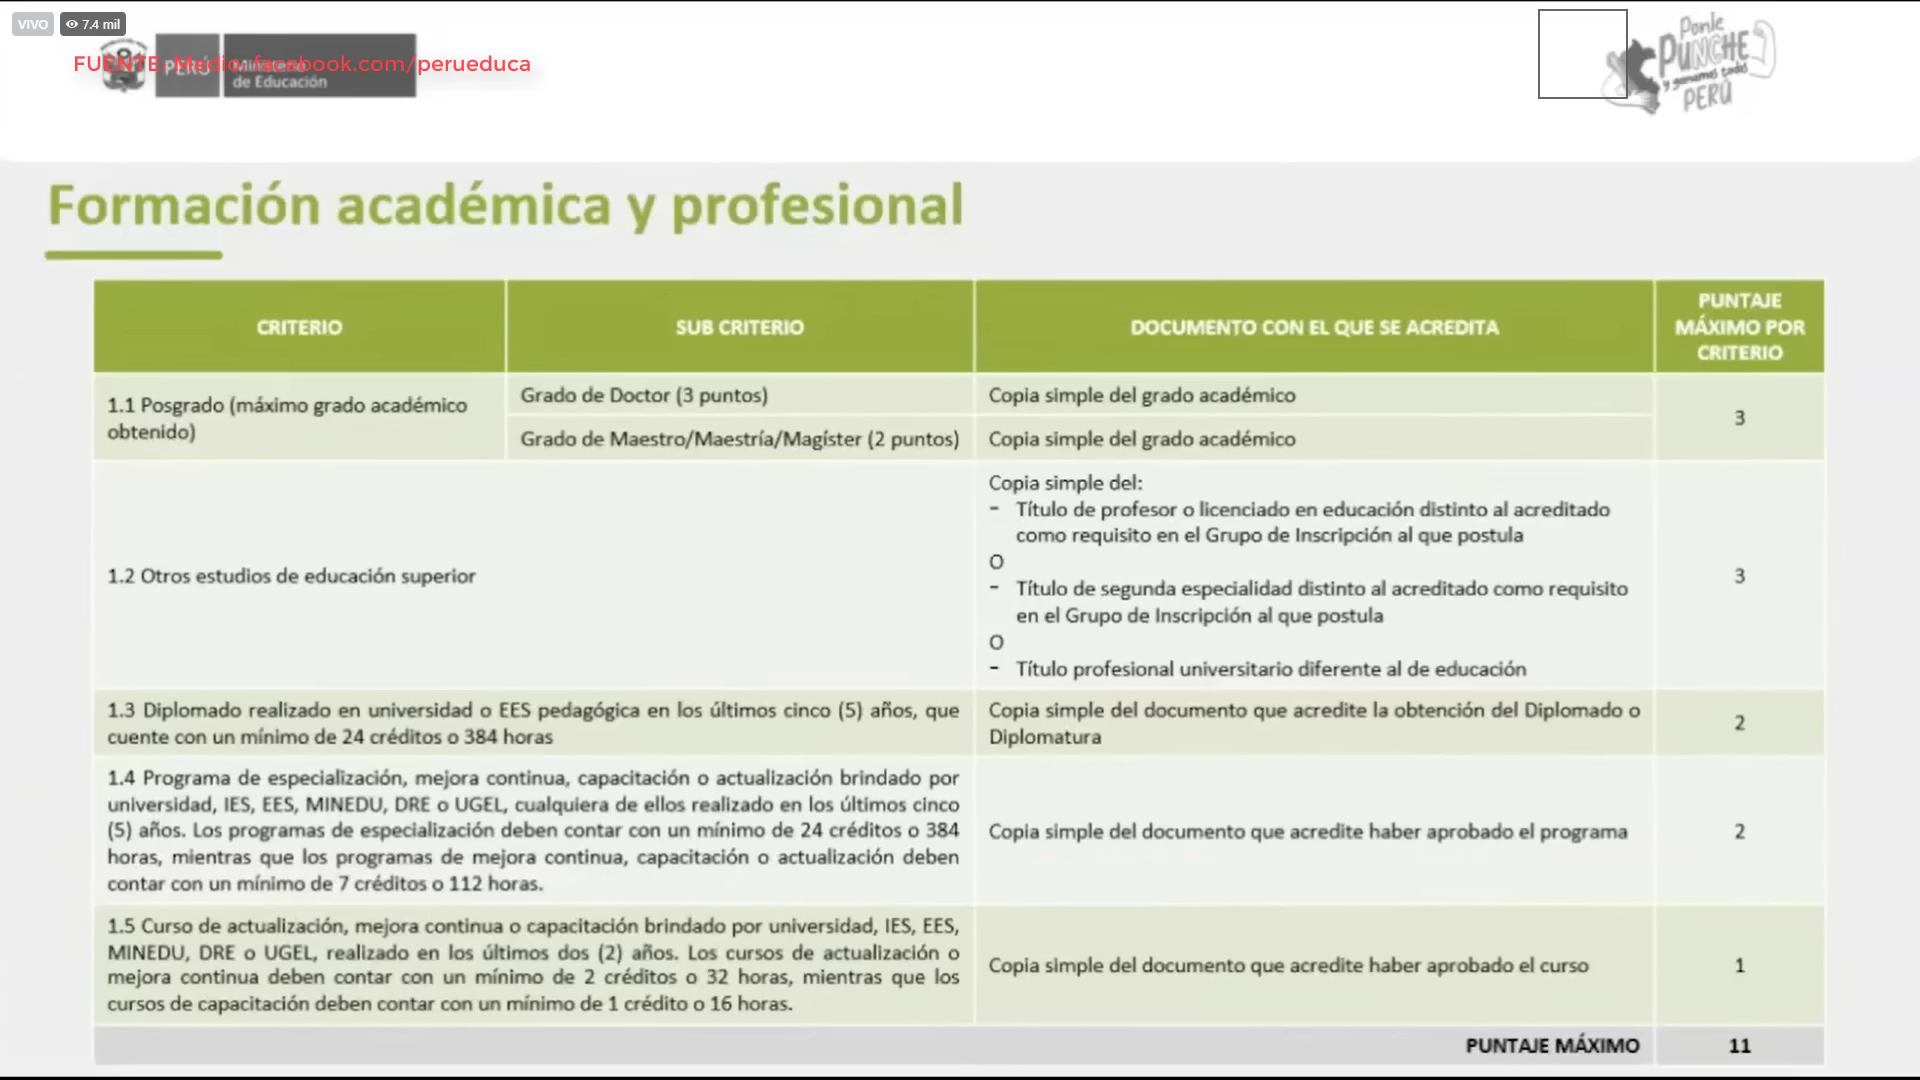 VIVO 7.4 mil
FUENTE: Medio: facebook.com/perueduca
PERÚ Ministerio
de Educación
Ponle
PUNCHE
y ganamos todos
PERÚ
Formación académica y profesional
CRITERIO
SUB CRITERIO
DOCUMENTO CON EL QUE SE ACREDITA
PUNTAJE
MÁXIMO POR
CRITERIO
1.1 Posgrado (máximo grado académico
obtenido)
Grado de Doctor (3 puntos)
Copia simple del grado académico
Grado de Maestro/Maestría/Magíster (2 puntos)
Copia simple del grado académico
3
1.2 Otros estudios de educación superior
Copia simple del:
- Título de profesor o licenciado en educación distinto al acreditado
como requisito en el Grupo de Inscripción al que postula
O
- Título de segunda especialidad distinto al acreditado como requisito
en el Grupo de Inscripción al que postula
O
- Título profesional universitario diferente al de educación
3
1.3 Diplomado realizado en universidad o EES pedagógica en los últimos cinco (5) años, que
cuente con un mínimo de 24 créditos o 384 horas
Copia simple del documento que acredite la obtención del Diplomado o
Diplomatura
2
1.4 Programa de especialización, mejora continua, capacitación o actualización brindado por
universidad, IES, EES, MINEDU, DRE o UGEL, cualquiera de ellos realizado en los últimos cinco
(5) años. Los programas de especialización deben contar con un mínimo de 24 créditos o 384
horas, mientras que los programas de mejora continua, capacitación o actualización deben
contar con un mínimo de 7 créditos o 112 horas.
Copia simple del documento que acredite haber aprobado el programa
2
1.5 Curso de actualización, mejora continua o capacitación brindado por universidad, IES, EES,
MINEDU, DRE o UGEL, realizado en los últimos dos (2) años. Los cursos de actualización o
mejora continua deben contar con un mínimo de 2 créditos o 32 horas, mientras que los
cursos de capacitación deben contar con un mínimo de 1 crédito o 16 horas.
Copia simple del documento que acredite haber aprobado el curso
1
PUNTAJE MÁXIMO
11